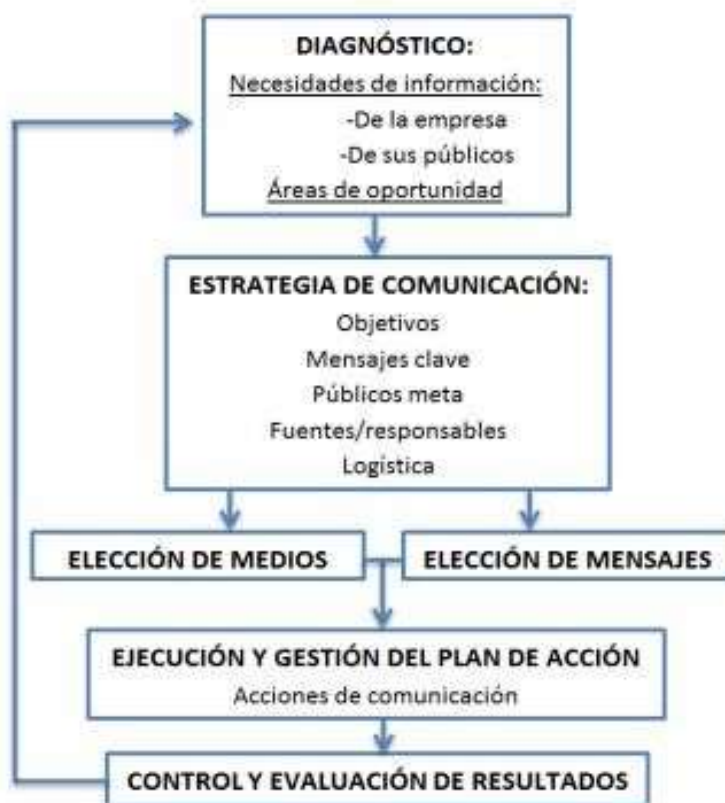 DIAGNÓSTICO:
Necesidades de información:
-De la empresa
-De sus públicos
Áreas de oportunidad
ESTRATEGIA DE COMUNICACIÓN:
Objetivos
Mensajes clave
Públicos meta
Fuentes/responsables
Logística
ELECCIÓN DE MEDIOS
ELECCIÓN DE MENSAJES
EJECUCIÓN Y GESTIÓN DEL PLAN DE ACCIÓN
Acciones de comunicación
CONTROL Y EVALUACIÓN DE RESULTADOS